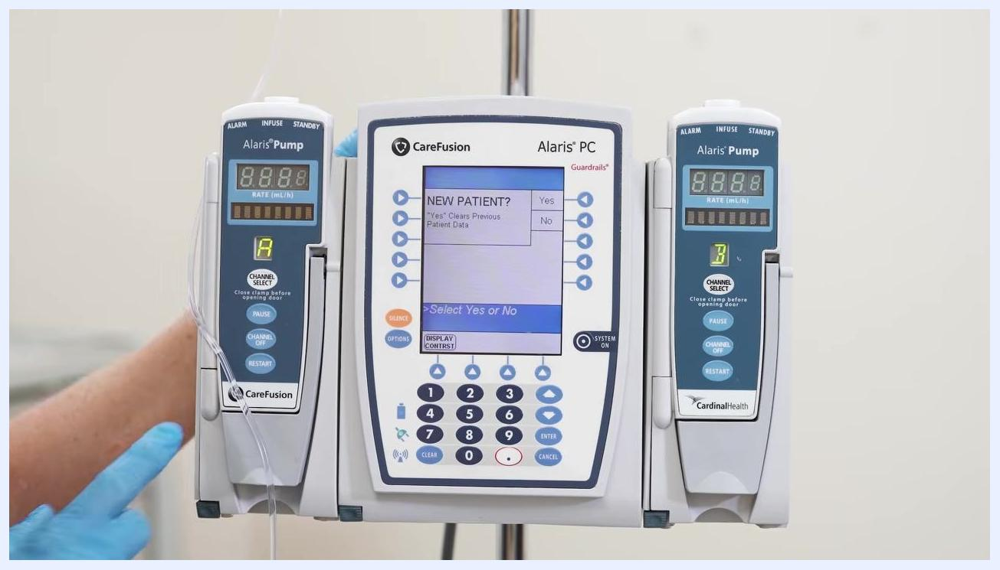 ALARM INFUSE STANDBY
Alaris® Pump
8.8.8.8
RATE (mL/h)
A
CHANNEL
SELECT
Close clamp before
opening door
PAUSE
CHANNEL
OFF
RESTART
CareFusion
CareFusion
Alaris® PC
Guardrails®
NEW PATIENT?
Yes
"Yes" Clears Previous
Patient Data
No
>Select Yes or No
DISPLAY
CONTRST
SILENCE
OPTIONS
SYSTEM
ON
1 2 3
4 5 6
7 8 9 ENTER
CLEAR 0 . CANCEL
ALARM INFUSE STANDBY
Alaris® Pump
8.8.8.8.
RATE (mL/h)
B
CHANNEL
SELECT
Close clamp before
opening door
PAUSE
CHANNEL
OFF
RESTART
CardinalHealth